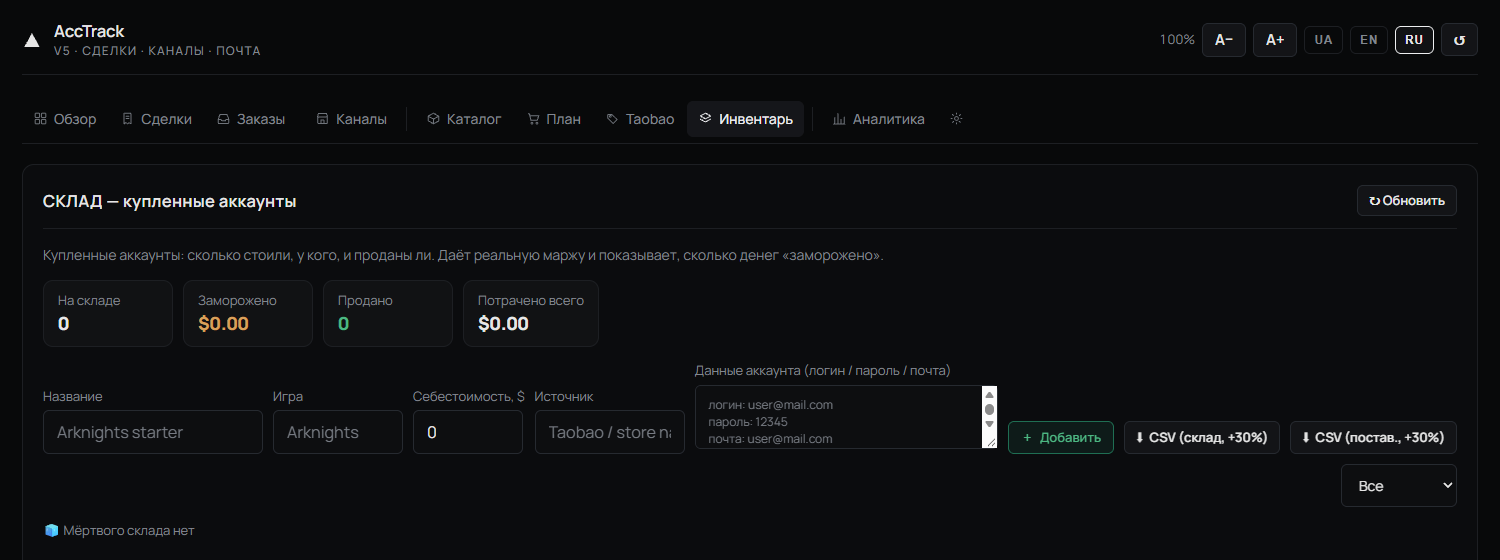 AccTrack
V5 · СДЕЛКИ · КАНАЛЫ · ПОЧТА
100% A− A+ UA EN RU ↺
Обзор Сделки Заказы Каналы Каталог План Taobao Инвентарь Аналитика
СКЛАД — купленные аккаунты
↻ Обновить
Купленные аккаунты: сколько стоили, у кого, и проданы ли. Даёт реальную маржу и показывает, сколько денег «заморожено».
На складе Заморожено Продано Потрачено всего
0 $0.00 0 $0.00
Данные аккаунта (логин / пароль / почта)
Название Игра Себестоимость, $ Источник
логин: user@mail.com
пароль: 12345
почта: user@mail.com
Arknights starter Arknights 0 Taobao / store na
+ Добавить ⬇ CSV (склад, +30%) ⬇ CSV (постав., +30%)
Все
🧊 Мёртвого склада нет